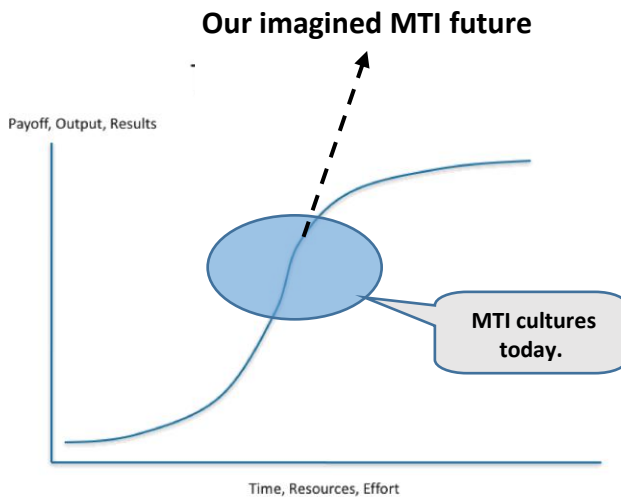 Our imagined MTI future
Payoff, Output, Results
MTI cultures
today.
Time, Resources, Effort